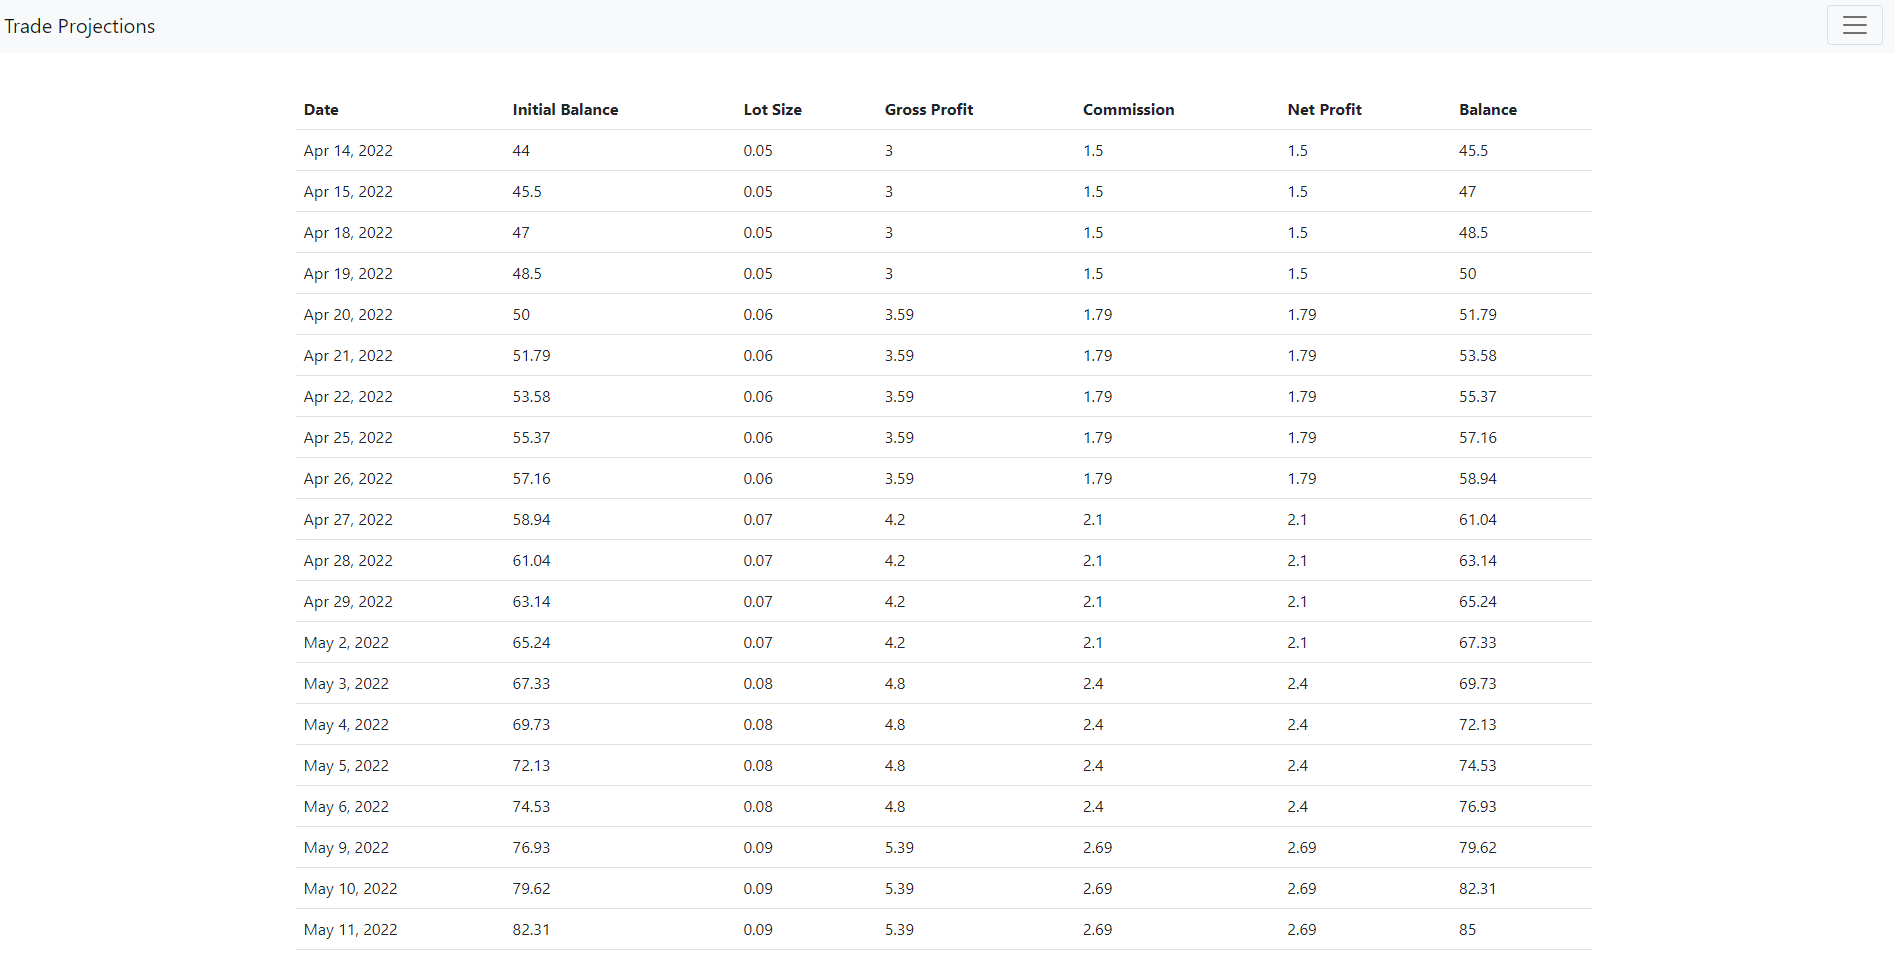 Trade Projections
Date Initial Balance Lot Size Gross Profit Commission Net Profit Balance
Apr 14, 2022 44 0.05 3 1.5 1.5 45.5
Apr 15, 2022 45.5 0.05 3 1.5 1.5 47
Apr 18, 2022 47 0.05 3 1.5 1.5 48.5
Apr 19, 2022 48.5 0.05 3 1.5 1.5 50
Apr 20, 2022 50 0.06 3.59 1.79 1.79 51.79
Apr 21, 2022 51.79 0.06 3.59 1.79 1.79 53.58
Apr 22, 2022 53.58 0.06 3.59 1.79 1.79 55.37
Apr 25, 2022 55.37 0.06 3.59 1.79 1.79 57.16
Apr 26, 2022 57.16 0.06 3.59 1.79 1.79 58.94
Apr 27, 2022 58.94 0.07 4.2 2.1 2.1 61.04
Apr 28, 2022 61.04 0.07 4.2 2.1 2.1 63.14
Apr 29, 2022 63.14 0.07 4.2 2.1 2.1 65.24
May 2, 2022 65.24 0.07 4.2 2.1 2.1 67.33
May 3, 2022 67.33 0.08 4.8 2.4 2.4 69.73
May 4, 2022 69.73 0.08 4.8 2.4 2.4 72.13
May 5, 2022 72.13 0.08 4.8 2.4 2.4 74.53
May 6, 2022 74.53 0.08 4.8 2.4 2.4 76.93
May 9, 2022 76.93 0.09 5.39 2.69 2.69 79.62
May 10, 2022 79.62 0.09 5.39 2.69 2.69 82.31
May 11, 2022 82.31 0.09 5.39 2.69 2.69 85